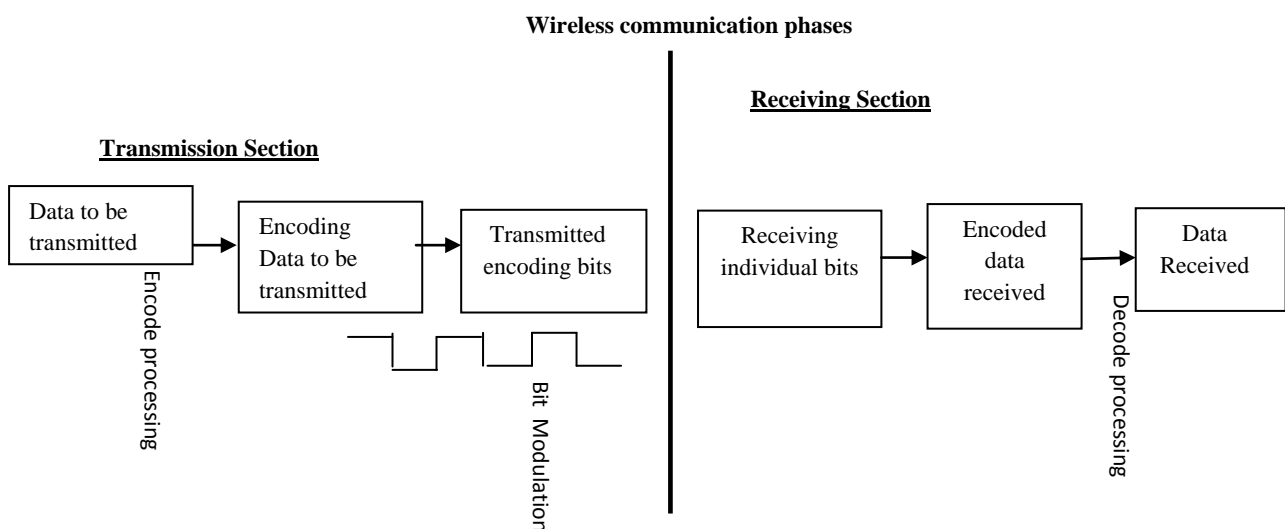 Wireless communication phases
Transmission Section
Data to be
transmitted
Encode processing
Encoding
Data to be
transmitted
Transmitted
encoding bits
Bit Modulation
Receiving Section
Receiving
individual bits
Encoded
data
received
Decode processing
Data
Received